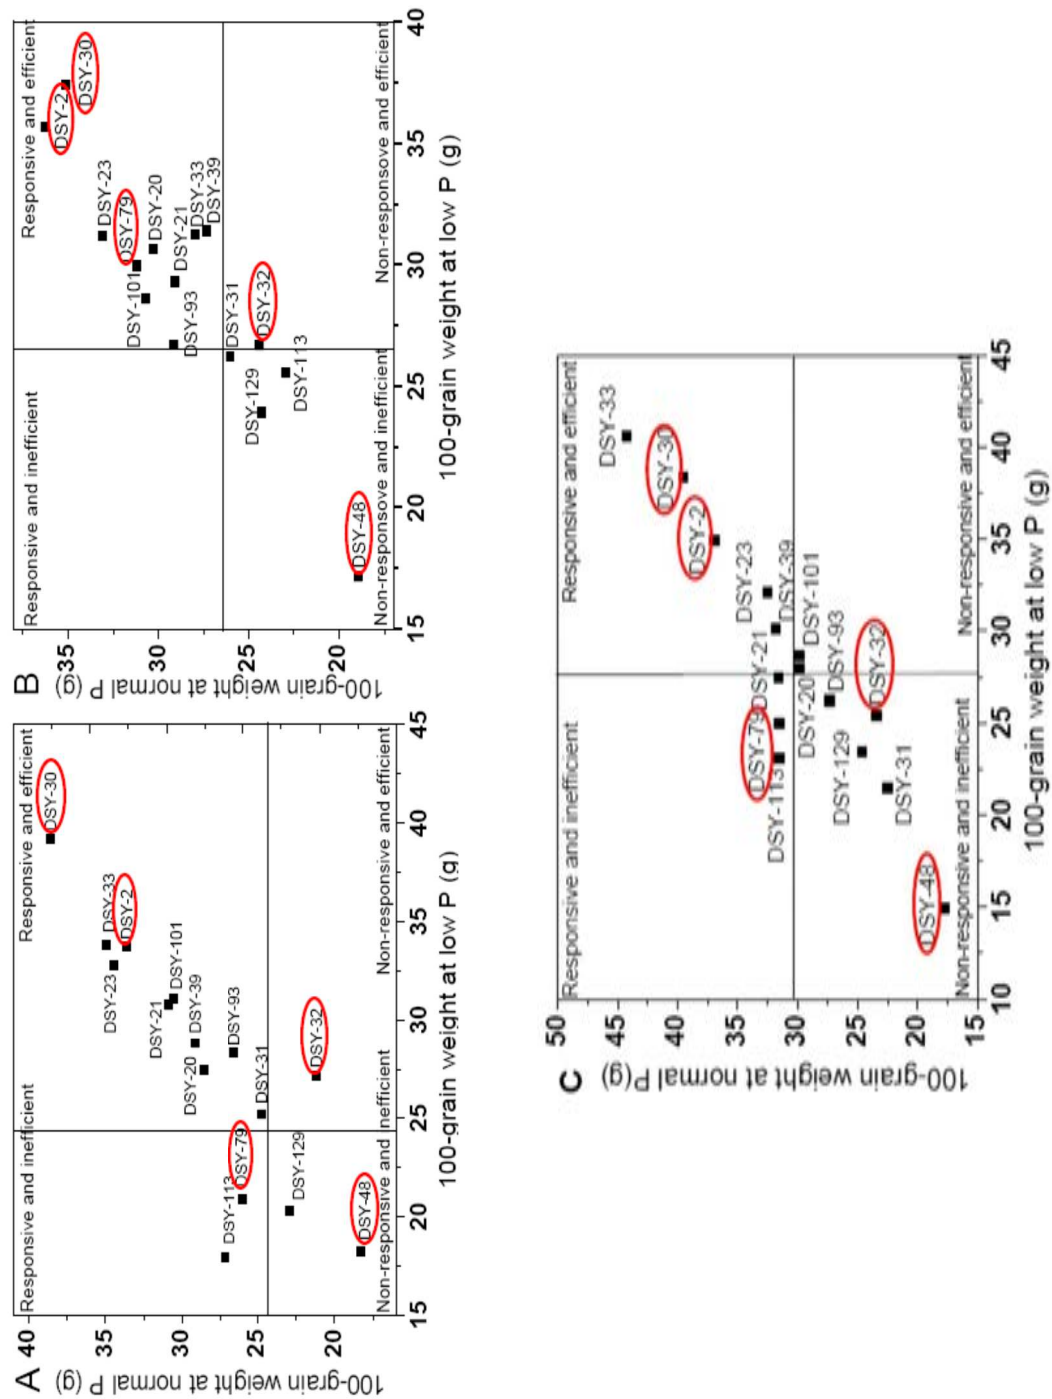 A
100-grain weight at normal P (g)
40
35
30
25
20
Responsive and inefficient
Responsive and efficient
DSY-30
DSY-33
DSY-2
DSY-23
DSY-21
DSY-101
DSY-39
DSY-20
DSY-93
DSY-31
DSY-113
DSY-79
DSY-32
DSY-129
DSY-48
Non-responsive and inefficient
Non-responsive and efficient
15
20
25
30
35
40
45
100-grain weight at low P (g)
B
100-grain weight at normal P (g)
35
30
25
20
Responsive and inefficient
Responsive and efficient
DSY-2
DSY-30
DSY-23
DSY-79
DSY-101
DSY-20
DSY-21
DSY-93
DSY-33
DSY-39
DSY-31
DSY-32
DSY-129
DSY-113
DSY-48
Non-responsove and inefficient
Non-responsove and efficient
15
20
25
30
35
40
100-grain weight at low P (g)
C
100-grain weight at normal P(g)
50
45
40
35
30
25
20
15
Responsive and inefficient
Responsive and efficient
DSY-33
DSY-30
DSY-2
DSY-23
DSY-39
DSY-21
DSY-79
DSY-113
DSY-101
DSY-20
DSY-93
DSY-32
DSY-129
DSY-31
DSY-48
Non-responsive and inefficient
Non-responsive and efficient
10
15
20
25
30
35
40
45
100-grain weight at low P (g)